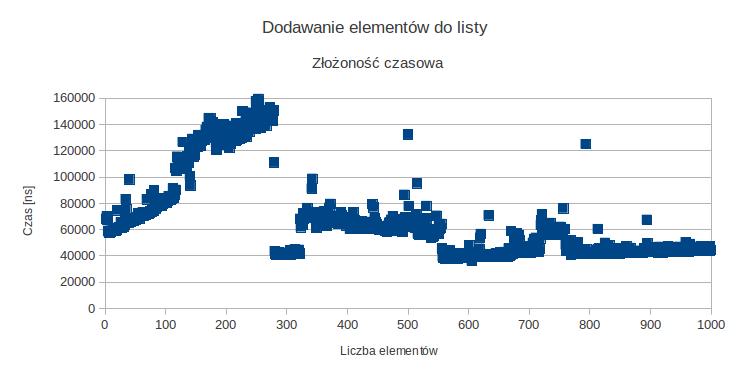 Dodawanie elementów do listy
Złożoność czasowa
160000
140000
120000
100000
80000
60000
40000
20000
0
Czas [ns]
0 100 200 300 400 500 600 700 800 900 1000
Liczba elementów